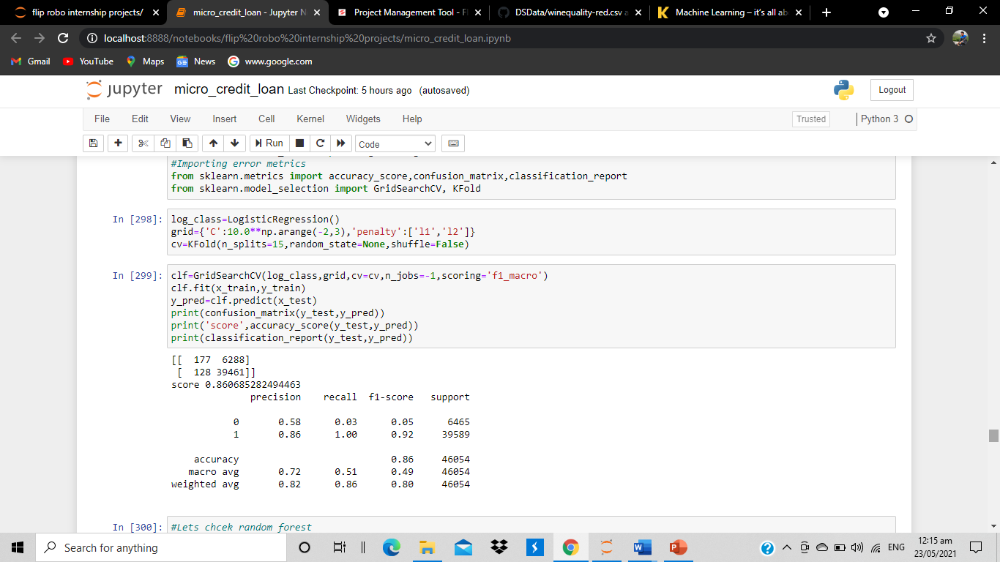 flip robo internship projects/
micro_credit_loan - Jupyter N
Project Management Tool - Fl
DSData/winequality-red.csv a
Machine Learning – it's all ab
localhost:8888/notebooks/flip%20robo%20internship%20projects/micro_credit_loan.ipynb
Gmail YouTube Maps News www.google.com
jupyter micro_credit_loan Last Checkpoint: 5 hours ago (autosaved)
Logout
File Edit View Insert Cell Kernel Widgets Help
Trusted
Python 3
Run
Code
#Importing error metrics
from sklearn.metrics import accuracy_score,confusion_matrix,classification_report
from sklearn.model_selection import GridSearchCV, KFold
In [298]: log_class=LogisticRegression()
grid={'C':10.0**np.arange(-2,3),'penalty':['l1','l2']}
cv=KFold(n_splits=15,random_state=None,shuffle=False)
In [299]: clf=GridSearchCV(log_class,grid,cv=cv,n_jobs=-1,scoring='f1_macro')
clf.fit(x_train,y_train)
y_pred=clf.predict(x_test)
print(confusion_matrix(y_test,y_pred))
print('score',accuracy_score(y_test,y_pred))
print(classification_report(y_test,y_pred))
[[  177  6288]
 [  128 39461]]
score 0.860685282494463
precision recall f1-score support
0 0.58 0.03 0.05 6465
1 0.86 1.00 0.92 39589
accuracy 0.86 46054
macro avg 0.72 0.51 0.49 46054
weighted avg 0.82 0.86 0.80 46054
In [300]: #Lets chcek random forest
Search for anything
ENG
12:15 am
23/05/2021